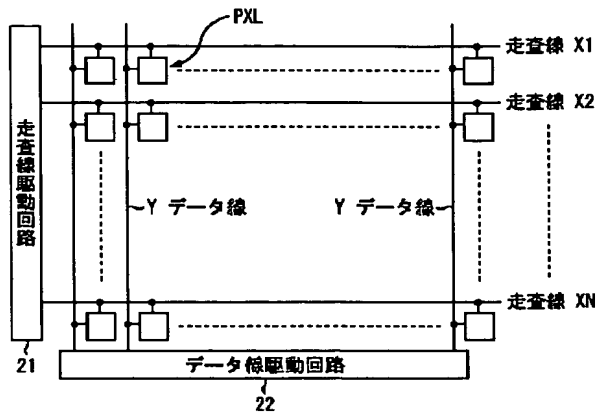 PXL
走査線 X1
走査線 X2
走査線駆動回路
Y データ線
Y データ線
走査線 XN
21
データ線駆動回路
22